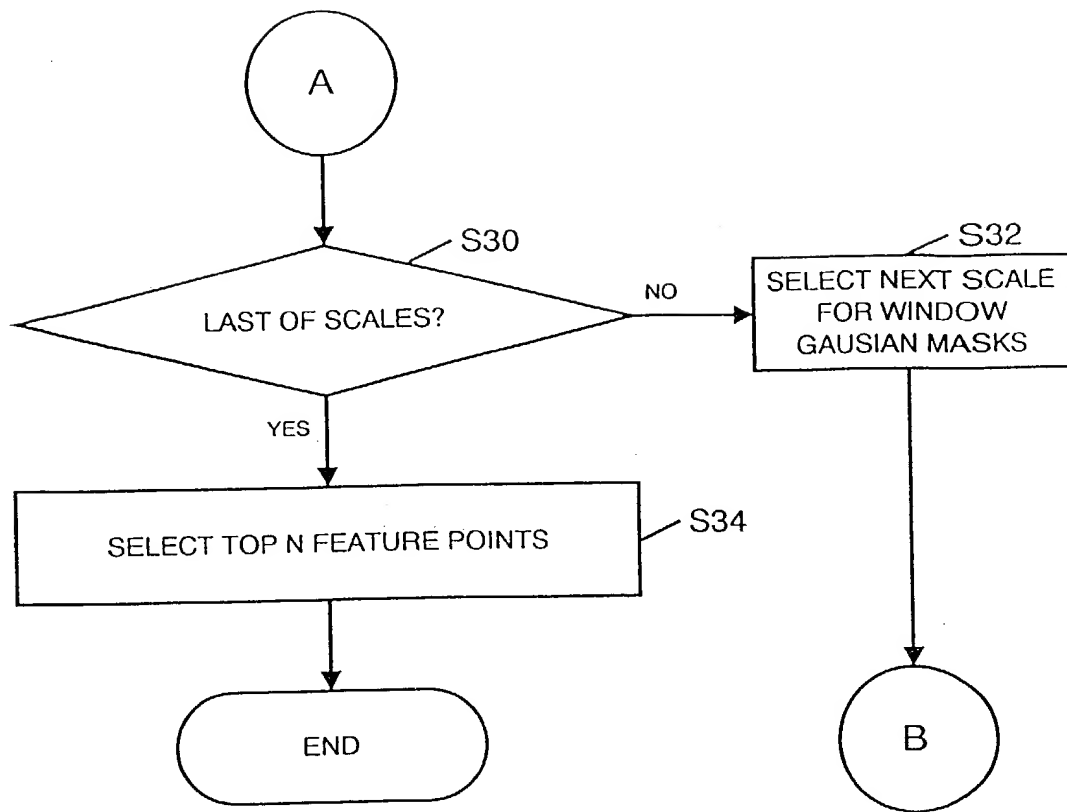 A
S30
LAST OF SCALES?
NO
S32
SELECT NEXT SCALE
FOR WINDOW
GAUSIAN MASKS
YES
SELECT TOP N FEATURE POINTS
S34
END
B